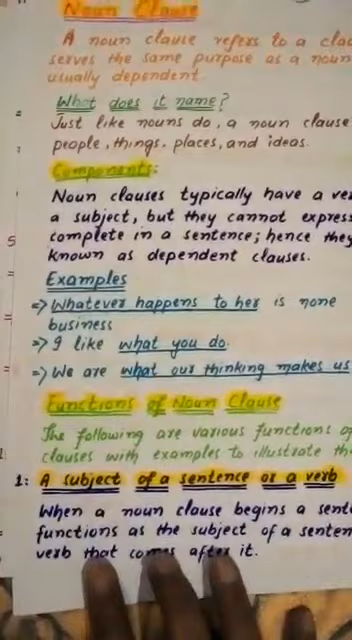 Noun Clause
A noun clause refers to a clau
serves the same purpose as a noun
usually dependent.
What does it name?
Just like nouns do, a noun clause
people, things, places, and ideas.
Components:
Noun clauses typically have a ve
a subject, but they cannot express
complete in a sentence; hence they
known as dependent clauses.
Examples
=> Whatever happens to her is none
business
=> I like what you do.
=> We are what our thinking makes us
Functions of Noun Clause
The following are various functions o
clauses with examples to illustrate th
1: A subject of a sentence or a verb
When a noun clause begins a sent
functions as the subject of a senten
verb that comes after it.